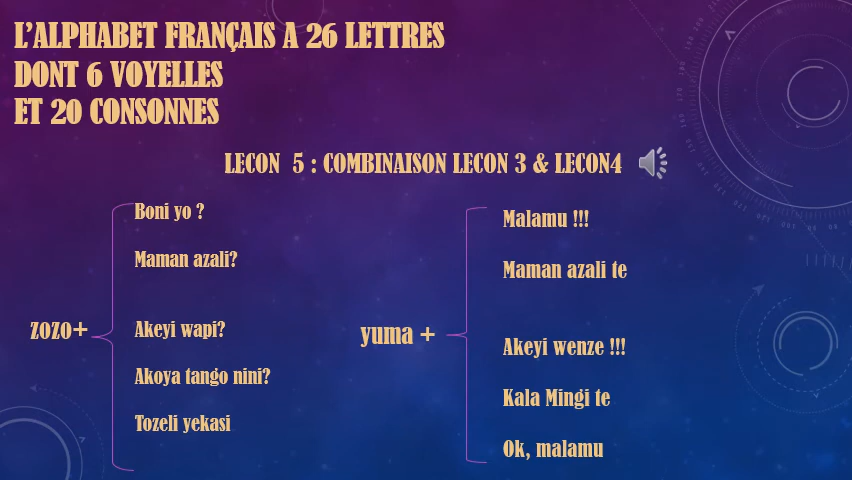 L'ALPHABET FRANÇAIS A 26 LETTRES
DONT 6 VOYELLES
ET 20 CONSONNES
LECON 5 : COMBINAISON LECON 3 & LECON4
zozo+
Boni yo ?
Maman azali?
Akeyi wapi?
Akoya tango nini?
Tozeli yekasi
yuma +
Malamu !!!
Maman azali te
Akeyi wenze !!!
Kala Mingi te
Ok, malamu